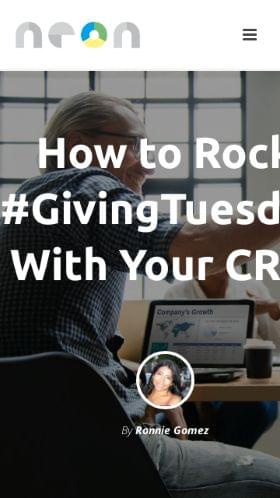 neon
How to Rock
#GivingTuesd
With Your CR
Company's Growth
By Ronnie Gomez